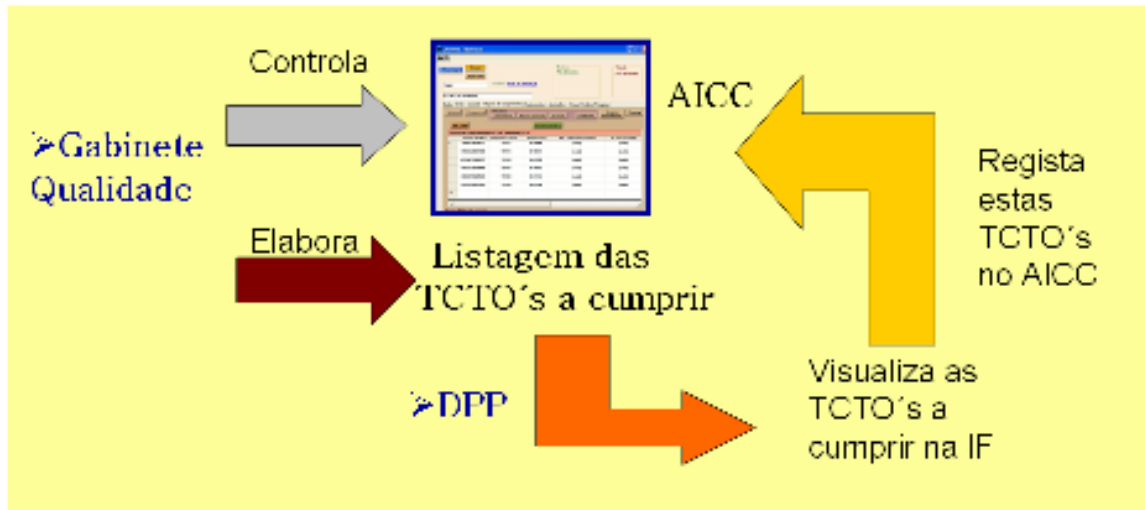 Controla
AICC
➢Gabinete
Qualidade
Regista
estas
TCTO´s
no AICC
Elabora
Listagem das
TCTO´s a cumprir
➢DPP
Visualiza as
TCTO´s a
cumprir na IF